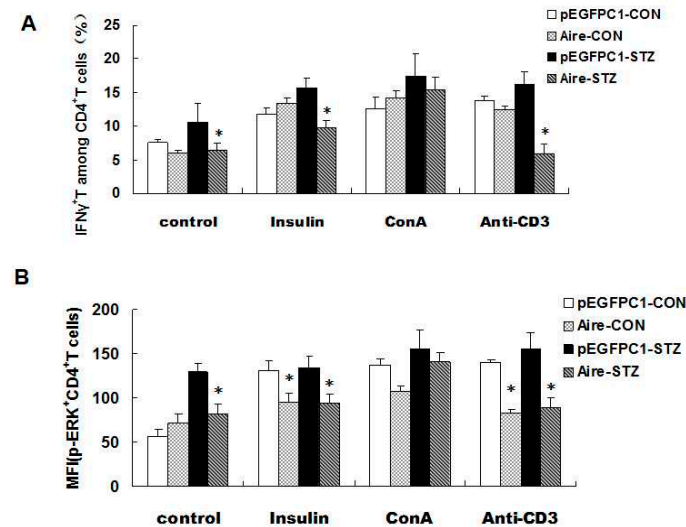 A
IFNγ⁺T among CD4⁺T cells (%)
25
20
15
10
5
0
pEGFPC1-CON
Aire-CON
pEGFPC1-STZ
Aire-STZ
*
*
*
control Insulin ConA Anti-CD3
B
MFI(p-ERK⁺CD4⁺T cells)
200
150
100
50
0
pEGFPC1-CON
Aire-CON
pEGFPC1-STZ
Aire-STZ
*
* *
* *
control Insulin ConA Anti-CD3